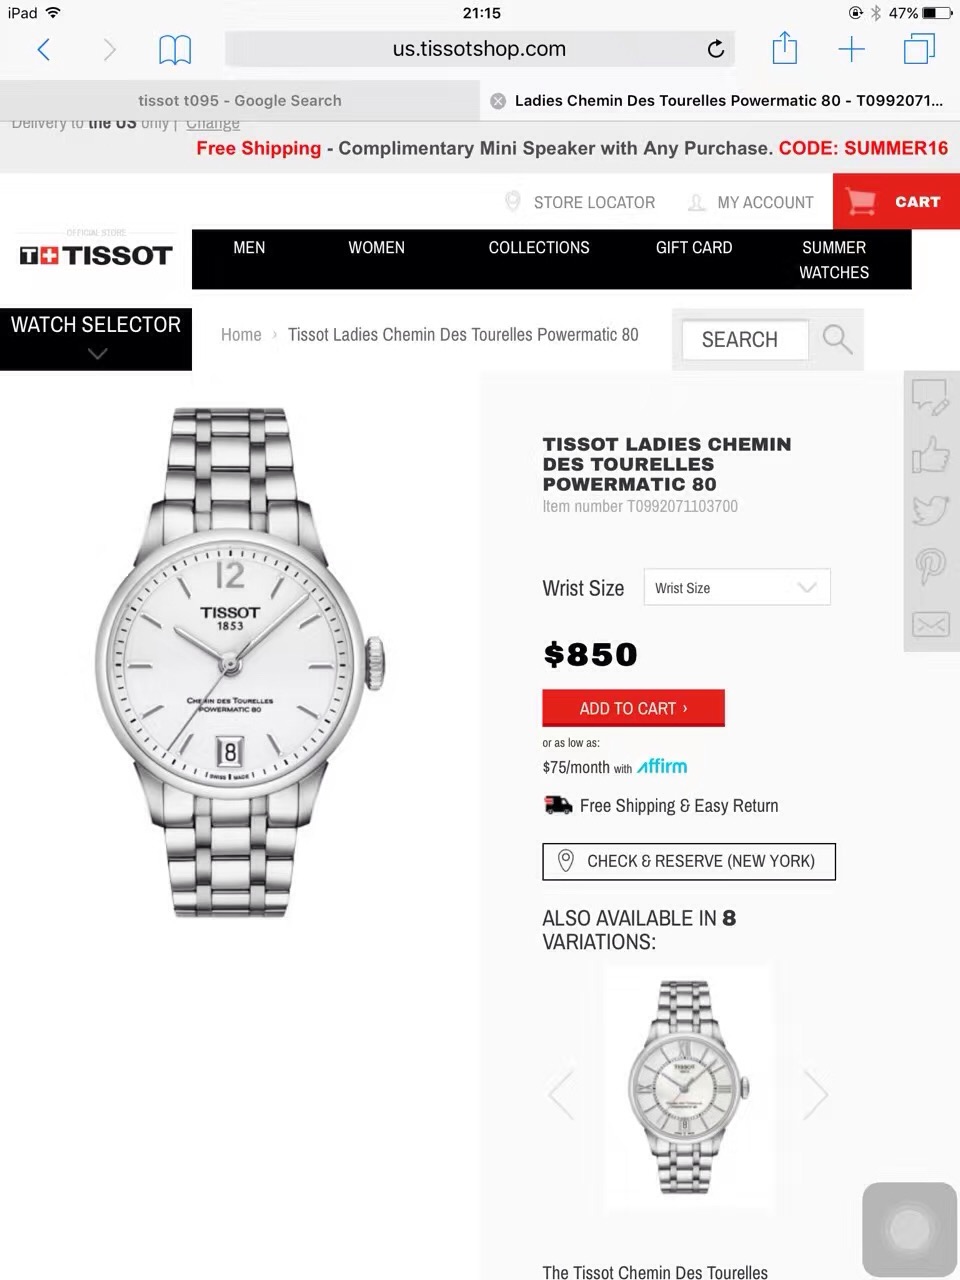 iPad
21:15
47%
us.tissotshop.com
tissot t095 - Google Search
Ladies Chemin Des Tourelles Powermatic 80 - T0992071...
Delivery to the US only | Change
Free Shipping - Complimentary Mini Speaker with Any Purchase. CODE: SUMMER16
STORE LOCATOR
MY ACCOUNT
CART
OFFICIAL STORE
T+ TISSOT
MEN
WOMEN
COLLECTIONS
GIFT CARD
SUMMER
WATCHES
WATCH SELECTOR
Home › Tissot Ladies Chemin Des Tourelles Powermatic 80
SEARCH
12
TISSOT
1853
CHEMIN DES TOURELLES
POWERMATIC 80
8
SWISS MADE
TISSOT LADIES CHEMIN
DES TOURELLES
POWERMATIC 80
Item number T0992071103700
Wrist Size
Wrist Size
$850
ADD TO CART ›
or as low as:
$75/month with affirm
Free Shipping & Easy Return
CHECK & RESERVE (NEW YORK)
ALSO AVAILABLE IN 8
VARIATIONS:
TISSOT
The Tissot Chemin Des Tourelles